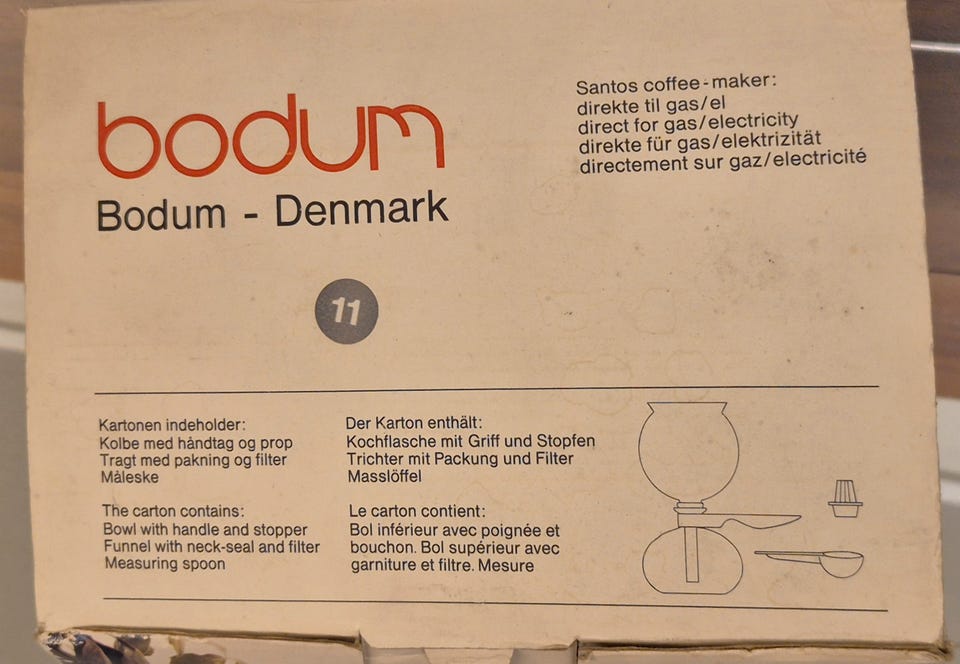 bodum
Bodum - Denmark
Santos coffee-maker:
direkte til gas/el
direct for gas/electricity
direkte für gas/elektrizität
directement sur gaz/electricité
11
Kartonen indeholder:
Kolbe med håndtag og prop
Tragt med pakning og filter
Måleske
The carton contains:
Bowl with handle and stopper
Funnel with neck-seal and filter
Measuring spoon
Der Karton enthält:
Kochflasche mit Griff und Stopfen
Trichter mit Packung und Filter
Masslöffel
Le carton contient:
Bol inférieur avec poignée et
bouchon. Bol supérieur avec
garniture et filtre. Mesure